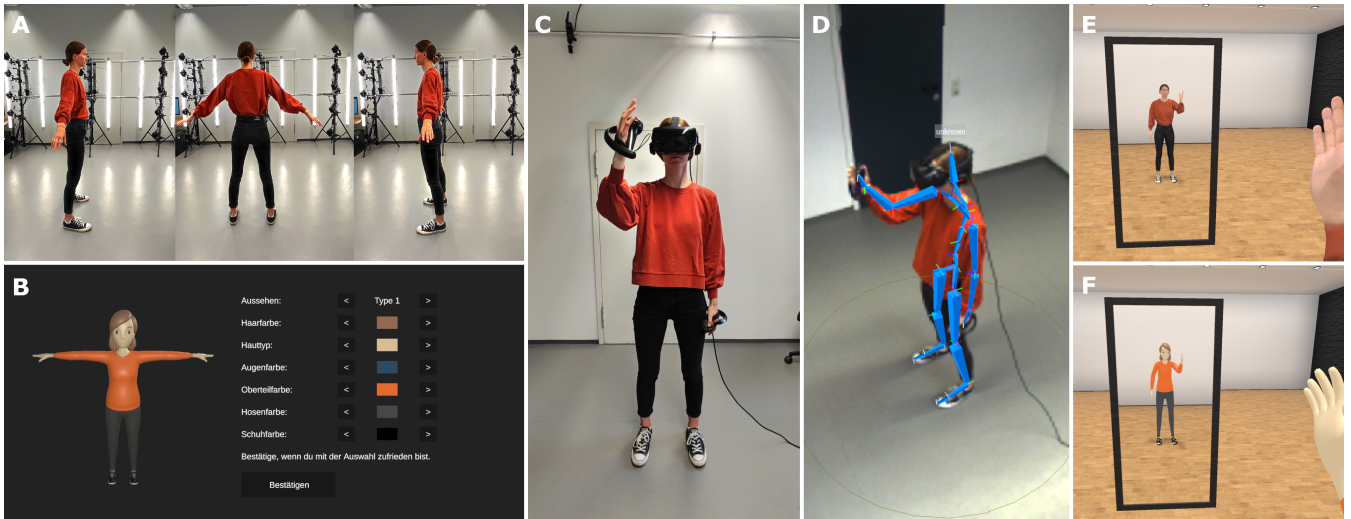 A
B
Aussehen: < Type 1 >
Haarfarbe: < >
Hauttyp: < >
Augenfarbe: < >
Oberteilfarbe: < >
Hosenfarbe: < >
Schuhfarbe: < >
Bestätige, wenn du mit der Auswahl zufrieden bist.
Bestätigen
C
D
unknown
E
F